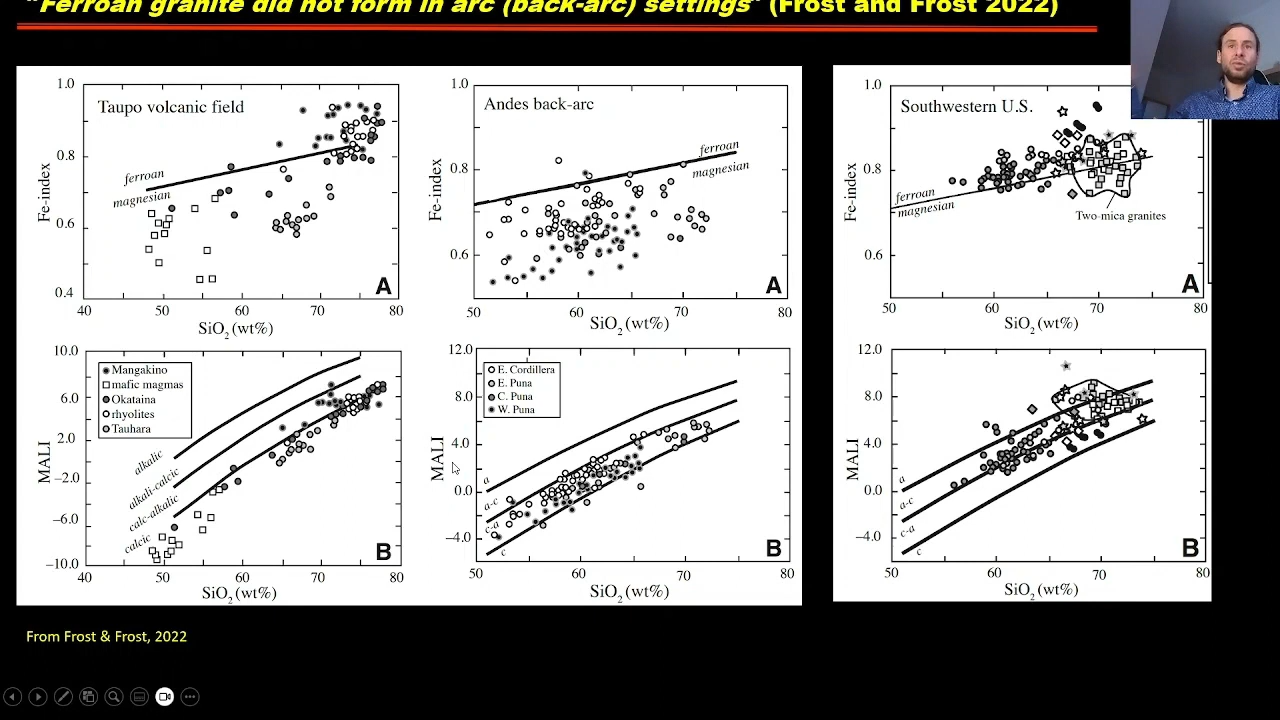 "Ferroan granite did not form in arc (back-arc) settings" (Frost and Frost 2022)
1.0
Taupo volcanic field
0.8
ferroan
magnesian
Fe-index
0.6
0.4
A
40
50
60
70
80
SiO2 (wt%)
10.0
Mangakino
mafic magmas
Okataina
rhyolites
Tauhara
6.0
2.0
MALI
−2.0
−6.0
−10.0
alkalic
alkali-calcic
calc-alkalic
calcic
B
40
50
60
70
80
SiO2 (wt%)
1.0
Andes back-arc
0.8
ferroan
magnesian
Fe-index
0.6
A
50
60
70
80
SiO2 (wt%)
12.0
E. Cordillera
E. Puna
C. Puna
W. Puna
8.0
4.0
MALI
0.0
−4.0
a
a-c
c-a
c
B
50
60
70
80
SiO2 (wt%)
1.0
Southwestern U.S.
0.8
ferroan
magnesian
Fe-index
Two-mica granites
0.6
A
50
60
70
80
SiO2 (wt%)
12.0
8.0
4.0
MALI
0.0
−4.0
a
a-c
c-a
c
B
50
60
70
80
SiO2 (wt%)
From Frost & Frost, 2022